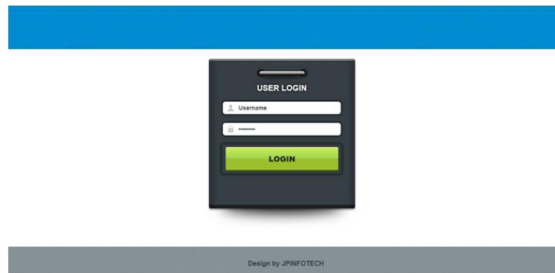 USER LOGIN
Username
••••••••
LOGIN
Design by JPINFOTECH